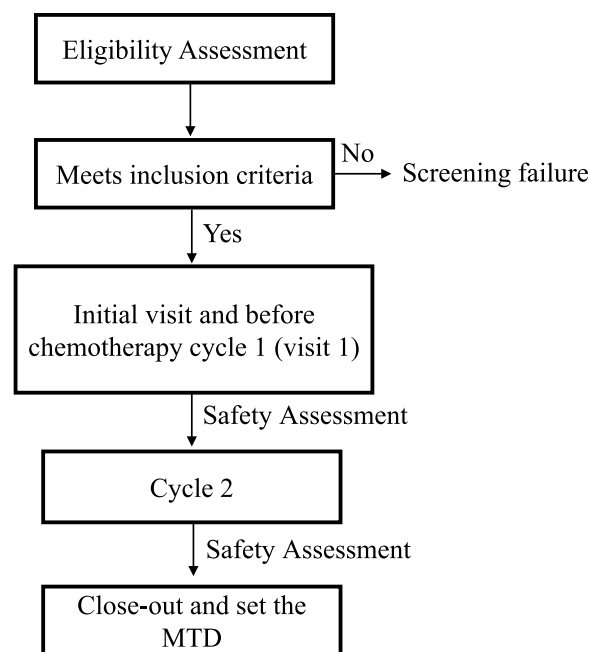 Eligibility Assessment
Meets inclusion criteria
No
Screening failure
Yes
Initial visit and before
chemotherapy cycle 1 (visit 1)
Safety Assessment
Cycle 2
Safety Assessment
Close-out and set the
MTD